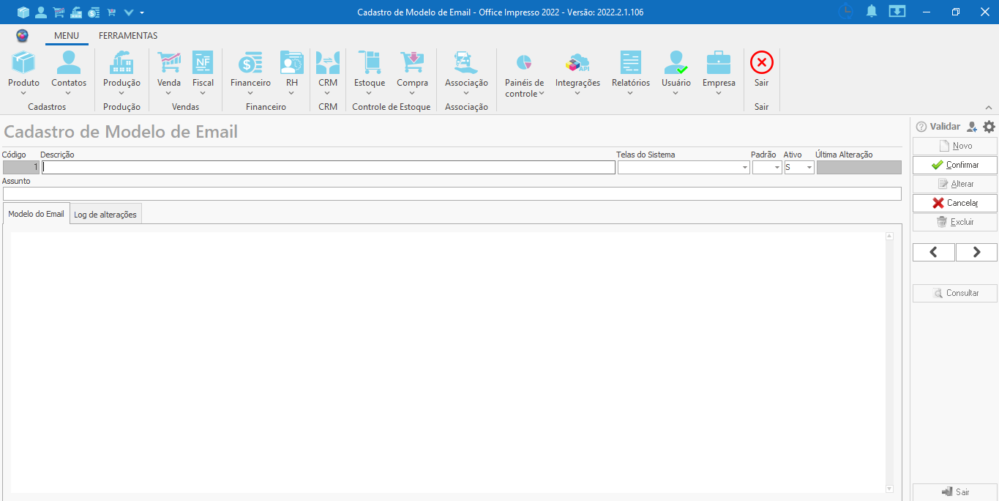 Cadastro de Modelo de Email - Office Impresso 2022 - Versão: 2022.2.1.106
MENU FERRAMENTAS
NF API
Produto Contatos Produção Venda Fiscal Financeiro RH CRM Estoque Compra Associação Painéis de controle Integrações Relatórios Usuário Empresa Sair
Cadastros Produção Vendas Financeiro CRM Controle de Estoque Associação Sair
Cadastro de Modelo de Email
Validar
Código Descrição Telas do Sistema Padrão Ativo Última Alteração
1 S
Assunto
Modelo do Email Log de alterações
Novo
Confirmar
Alterar
Cancelar
Excluir
Consultar
Sair